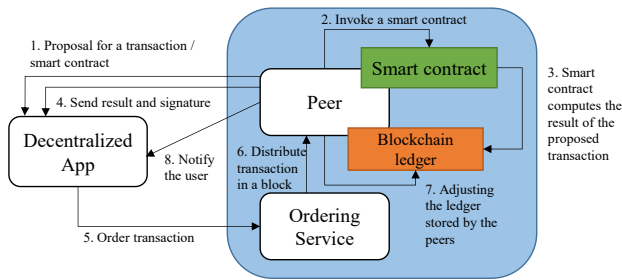 2. Invoke a smart contract
1. Proposal for a transaction /
smart contract
Smart contract
3. Smart
contract
computes the
result of the
proposed
transaction
4. Send result and signature
Peer
Decentralized
App
Blockchain
ledger
8. Notify
the user
6. Distribute
transaction
in a block
7. Adjusting
the ledger
stored by the
peers
Ordering
Service
5. Order transaction